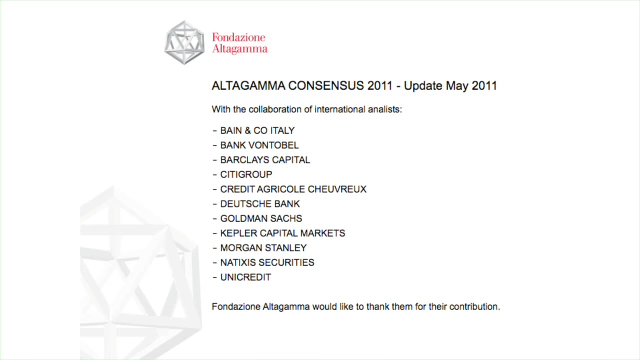 Fondazione
Altagamma
ALTAGAMMA CONSENSUS 2011 - Update May 2011
With the collaboration of international analists:
- BAIN & CO ITALY
- BANK VONTOBEL
- BARCLAYS CAPITAL
- CITIGROUP
- CREDIT AGRICOLE CHEUVREUX
- DEUTSCHE BANK
- GOLDMAN SACHS
- KEPLER CAPITAL MARKETS
- MORGAN STANLEY
- NATIXIS SECURITIES
- UNICREDIT
Fondazione Altagamma would like to thank them for their contribution.